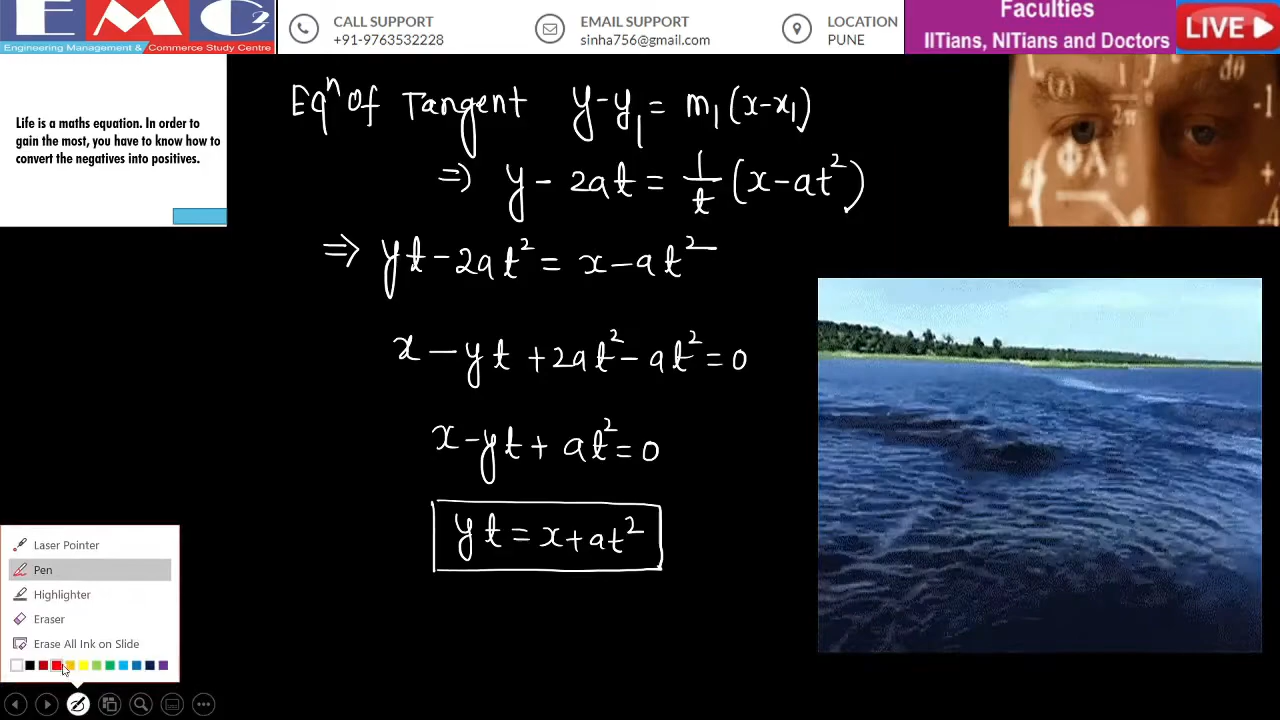 EMC
Engineering Management & Commerce Study Centre
CALL SUPPORT
+91-9763532228
EMAIL SUPPORT
sinha756@gmail.com
LOCATION
PUNE
Faculties
IITians, NITians and Doctors
LIVE
Life is a maths equation. In order to
gain the most, you have to know how to
convert the negatives into positives.
Eqⁿ Of Tangent y-y₁ = m₁(x-x₁)
⇒ y - 2at = 1/t (x-at²)
⇒ yt - 2at² = x - at²
x - yt + 2at² - at² = 0
x - yt + at² = 0
yt = x + at²
Laser Pointer
Pen
Highlighter
Eraser
Erase All Ink on Slide